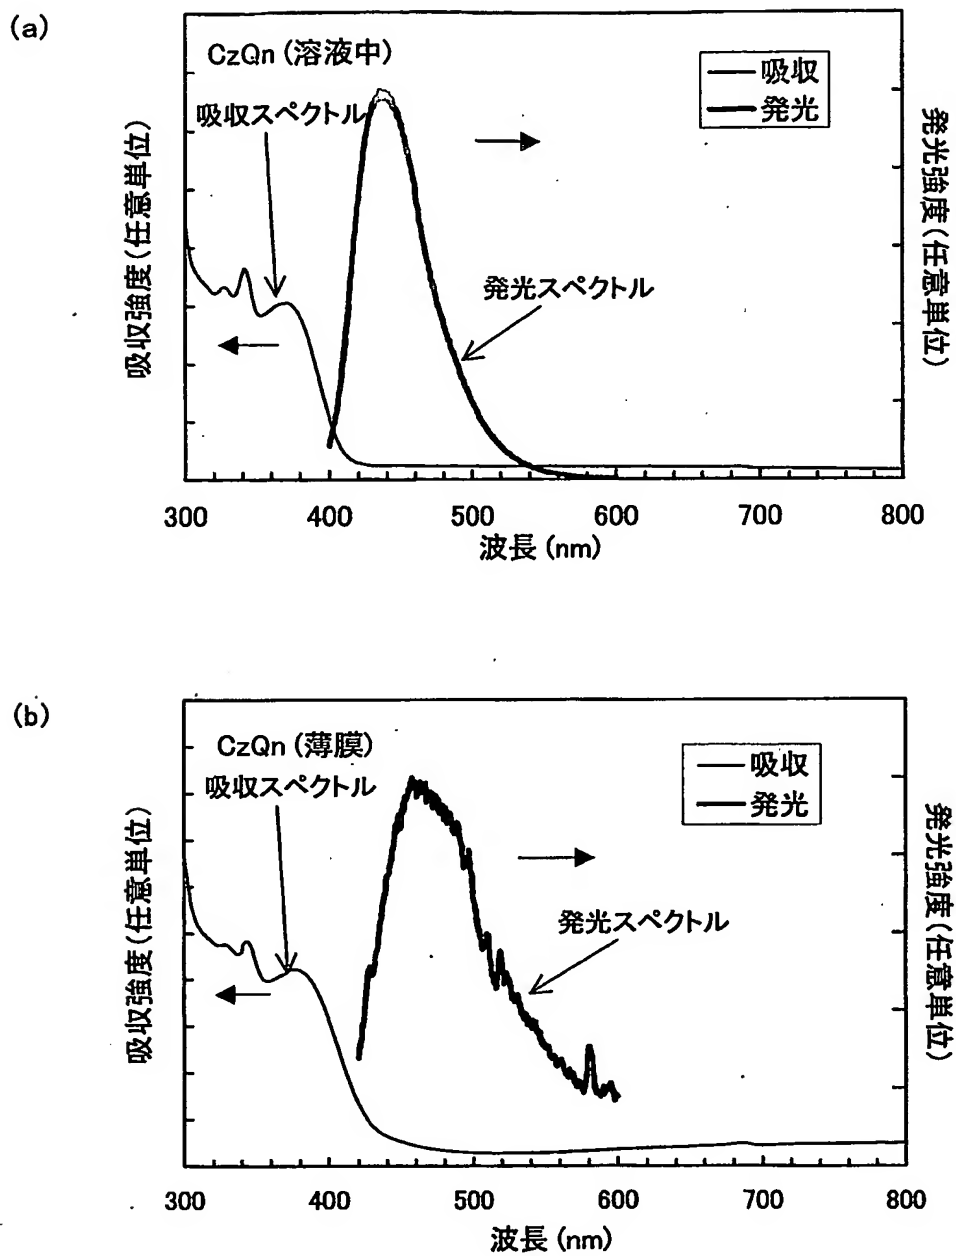 (a)
CzQn (溶液中)
吸収
発光
吸収スペクトル
発光スペクトル
吸収強度(任意単位)
発光強度(任意単位)
300 400 500 600 700 800
波長 (nm)
(b)
CzQn (薄膜)
吸収
発光
吸収スペクトル
発光スペクトル
吸収強度(任意単位)
発光強度(任意単位)
300 400 500 600 700 800
波長 (nm)